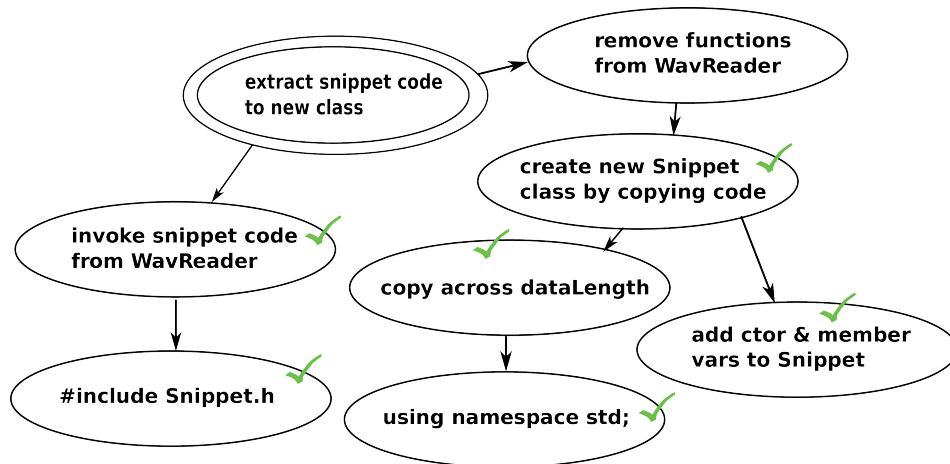 extract snippet code
to new class
remove functions
from WavReader
create new Snippet
class by copying code
invoke snippet code
from WavReader
copy across dataLength
add ctor & member
vars to Snippet
#include Snippet.h
using namespace std;